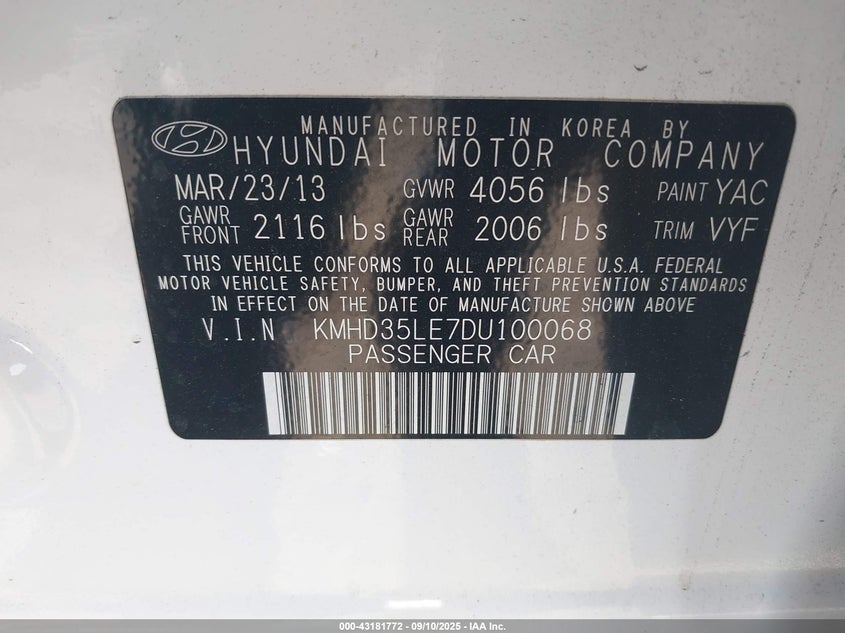 MANUFACTURED IN KOREA BY
HYUNDAI MOTOR COMPANY
MAR/23/13 GVWR 4056 lbs PAINT YAC
GAWR FRONT 2116 lbs GAWR REAR 2006 lbs TRIM VYF
THIS VEHICLE CONFORMS TO ALL APPLICABLE U.S.A. FEDERAL
MOTOR VEHICLE SAFETY, BUMPER, AND THEFT PREVENTION STANDARDS
IN EFFECT ON THE DATE OF MANUFACTURE SHOWN ABOVE
V.I.N KMHD35LE7DU100068
PASSENGER CAR
000-43181772 - 09/10/2025 - IAA Inc.